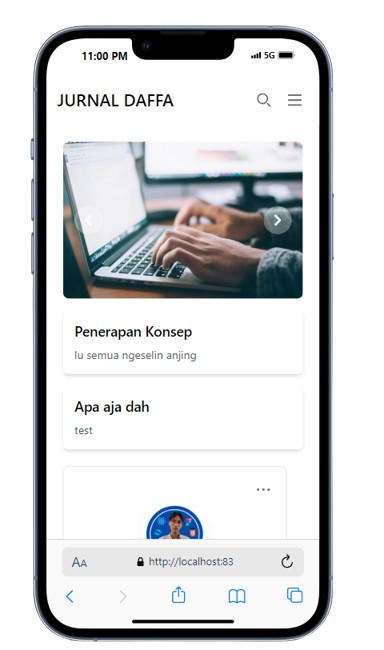 11:00 PM 5G
JURNAL DAFFA
Penerapan Konsep
lu semua ngeselin anjing
Apa aja dah
test
AA http://localhost:83